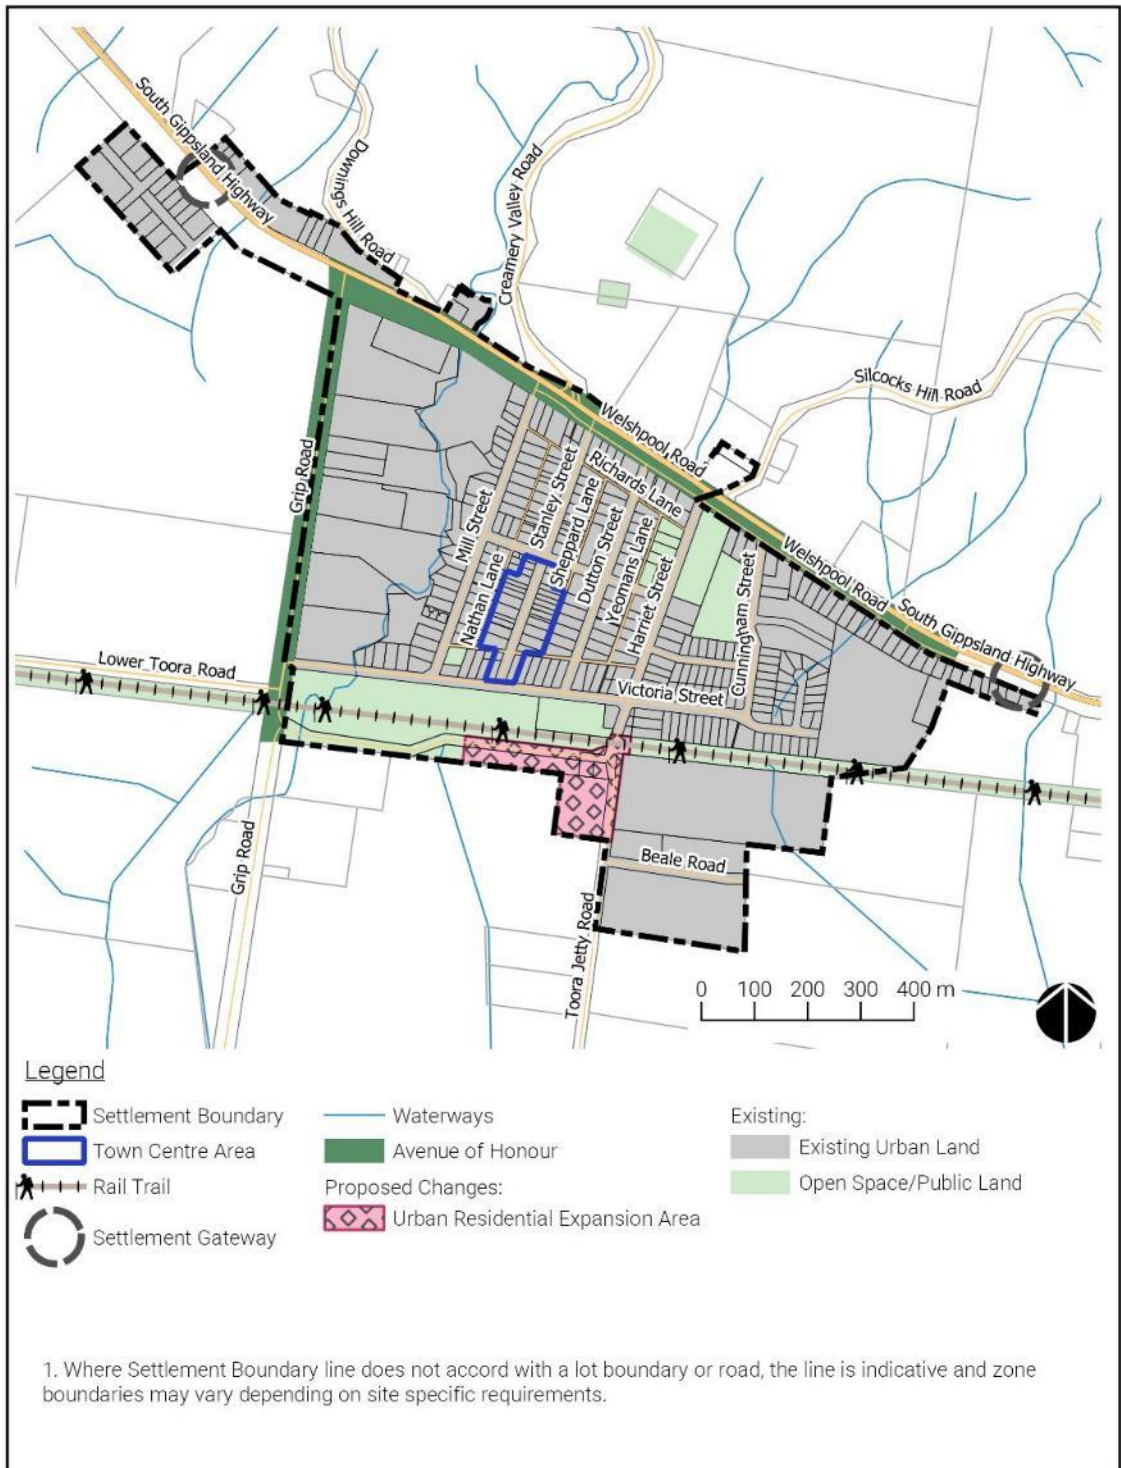 South Gippsland Highway
Downings Hill Road
Creamery Valley Road
Silcocks Hill Road
Welshpool Road
Richards Lane
Grip Road
Stanley Street
Sheppard Lane
Mill Street
Dutton Street
Yeomans Lane
Nathan Lane
Harriet Street
Cunningham Street
Welshpool Road
South Gippsland Highway
Lower Toora Road
Victoria Street
Grip Road
Beale Road
Toora Jetty Road
0 100 200 300 400 m
Legend
Settlement Boundary
Town Centre Area
Rail Trail
Settlement Gateway
Waterways
Avenue of Honour
Proposed Changes:
Urban Residential Expansion Area
Existing:
Existing Urban Land
Open Space/Public Land
1. Where Settlement Boundary line does not accord with a lot boundary or road, the line is indicative and zone
boundaries may vary depending on site specific requirements.